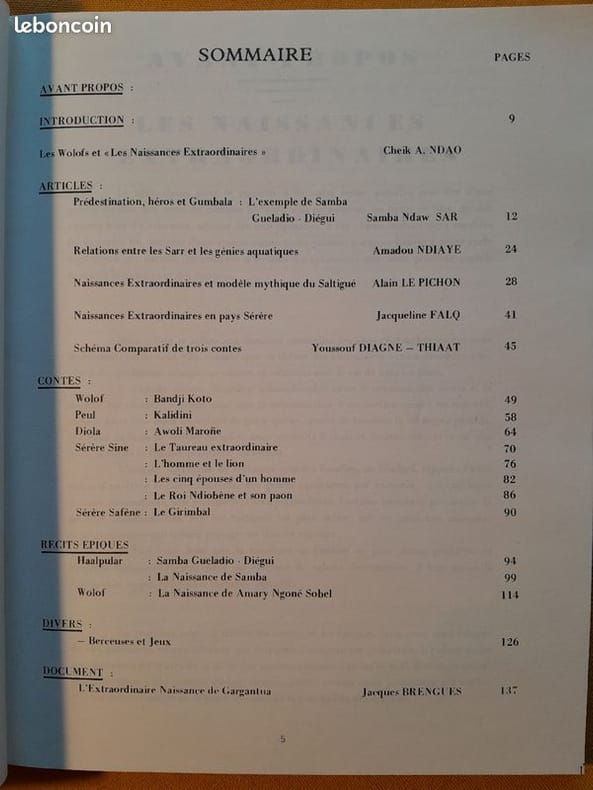 leboncoin
SOMMAIRE PAGES
AVANT PROPOS :
INTRODUCTION : 9
Les Wolofs et «Les Naissances Extraordinaires » Cheik A. NDAO
ARTICLES :
Prédestination, héros et Gumbala : L'exemple de Samba
Gueladio - Diégui Samba Ndaw SAR 12
Relations entre les Sarr et les génies aquatiques Amadou NDIAYE 24
Naissances Extraordinaires et modèle mythique du Saltigué Alain LE PICHON 28
Naissances Extraordinaires en pays Sérère Jacqueline FALQ 41
Schéma Comparatif de trois contes Youssouf DIAGNE – THIAAT 45
CONTES :
Wolof : Bandji Koto 49
Peul : Kalidini 58
Diola : Awoli Maroñe 64
Sérère Sine : Le Taureau extraordinaire 70
: L'homme et le lion 76
: Les cinq épouses d'un homme 82
: Le Roi Ndiobène et son paon 86
Sérère Safène : Le Girimbal 90
RECITS EPIQUES
Haalpular : Samba Gueladio - Diégui 94
: La Naissance de Samba 99
Wolof : La Naissance de Amary Ngoné Sobel 114
DIVERS :
– Berceuses et Jeux 126
DOCUMENT :
L'Extraordinaire Naissance de Gargantua Jacques BRENGUES 137
5